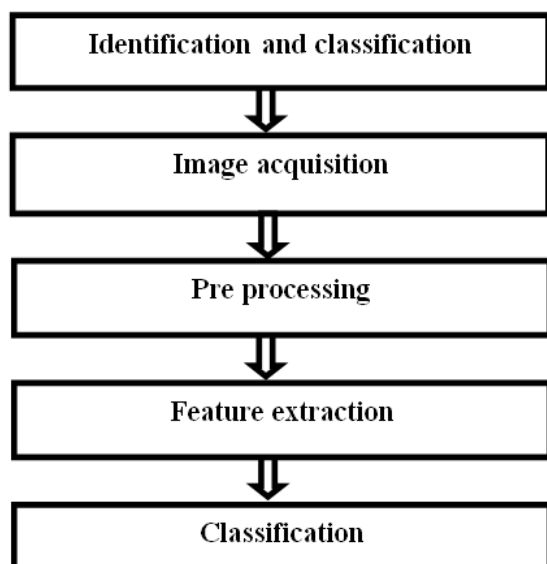 Identification and classification
Image acquisition
Pre processing
Feature extraction
Classification